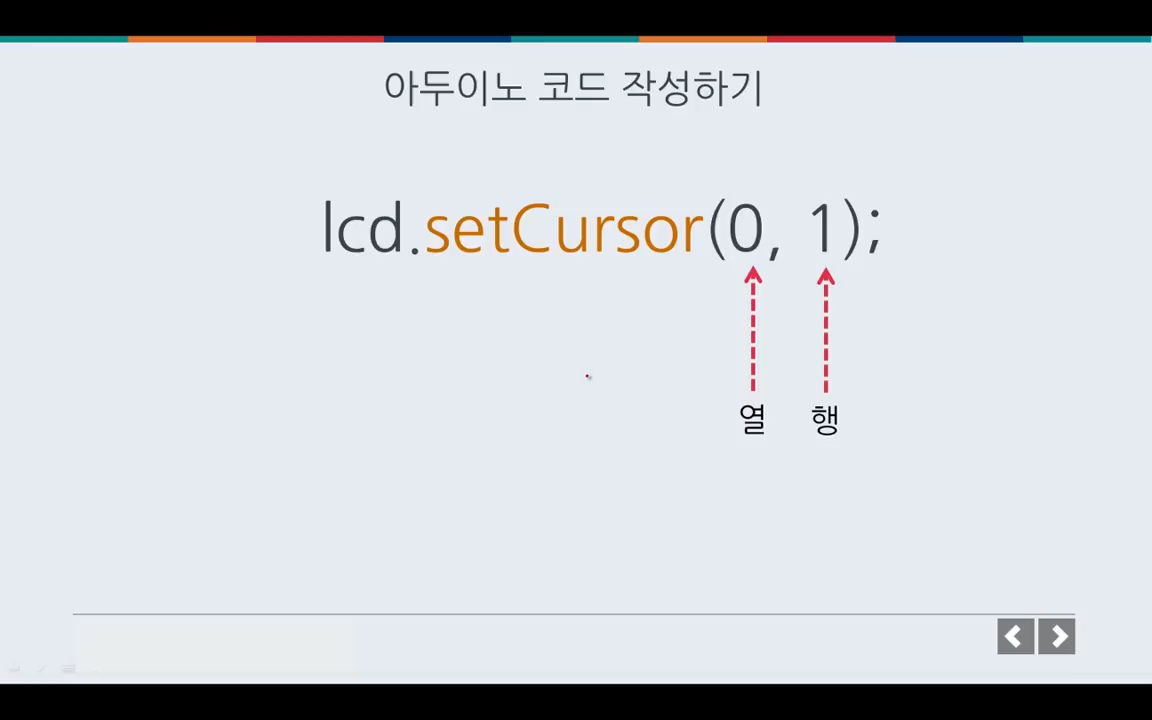 아두이노 코드 작성하기
lcd.setCursor(0, 1);
열 행